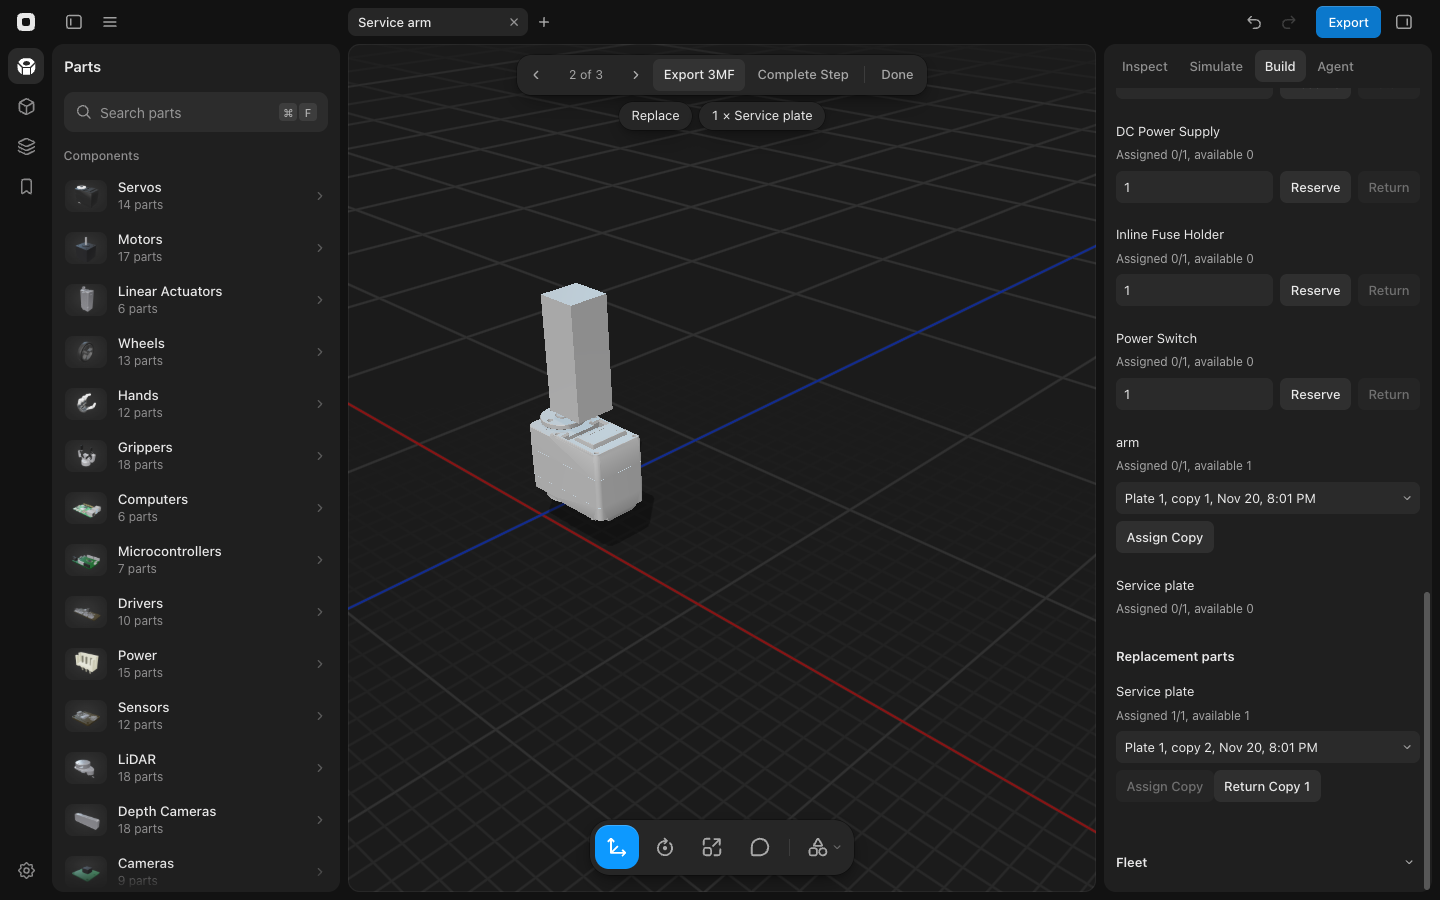 Service arm
Export
Parts
Search parts
⌘ F
Components
Servos
14 parts
Motors
17 parts
Linear Actuators
6 parts
Wheels
13 parts
Hands
12 parts
Grippers
18 parts
Computers
6 parts
Microcontrollers
7 parts
Drivers
10 parts
Power
15 parts
Sensors
12 parts
LiDAR
18 parts
Depth Cameras
18 parts
Cameras
9 parts
2 of 3
Export 3MF
Complete Step
Done
Replace
1 × Service plate
Inspect
Simulate
Build
Agent
DC Power Supply
Assigned 0/1, available 0
1
Reserve
Return
Inline Fuse Holder
Assigned 0/1, available 0
1
Reserve
Return
Power Switch
Assigned 0/1, available 0
1
Reserve
Return
arm
Assigned 0/1, available 1
Plate 1, copy 1, Nov 20, 8:01 PM
Assign Copy
Service plate
Assigned 0/1, available 0
Replacement parts
Service plate
Assigned 1/1, available 1
Plate 1, copy 2, Nov 20, 8:01 PM
Assign Copy
Return Copy 1
Fleet